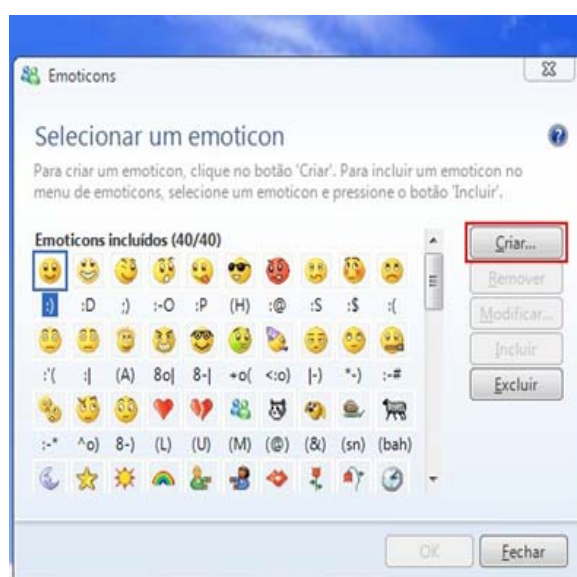 Emoticons
Selecionar um emoticon
Para criar um emoticon, clique no botão 'Criar'. Para incluir um emoticon no
menu de emoticons, selecione um emoticon e pressione o botão 'Incluir'.
Emoticons incluídos (40/40)
:) :D ;) :-O :P (H) :@ :S :$ :(
:'( :| (A) 8o| 8-| +o( <:o) |-) *-) :-#
:-* ^o) 8-) (L) (U) (M) (@) (&) (sn) (bah)
Criar...
Remover
Modificar...
Incluir
Excluir
OK
Fechar